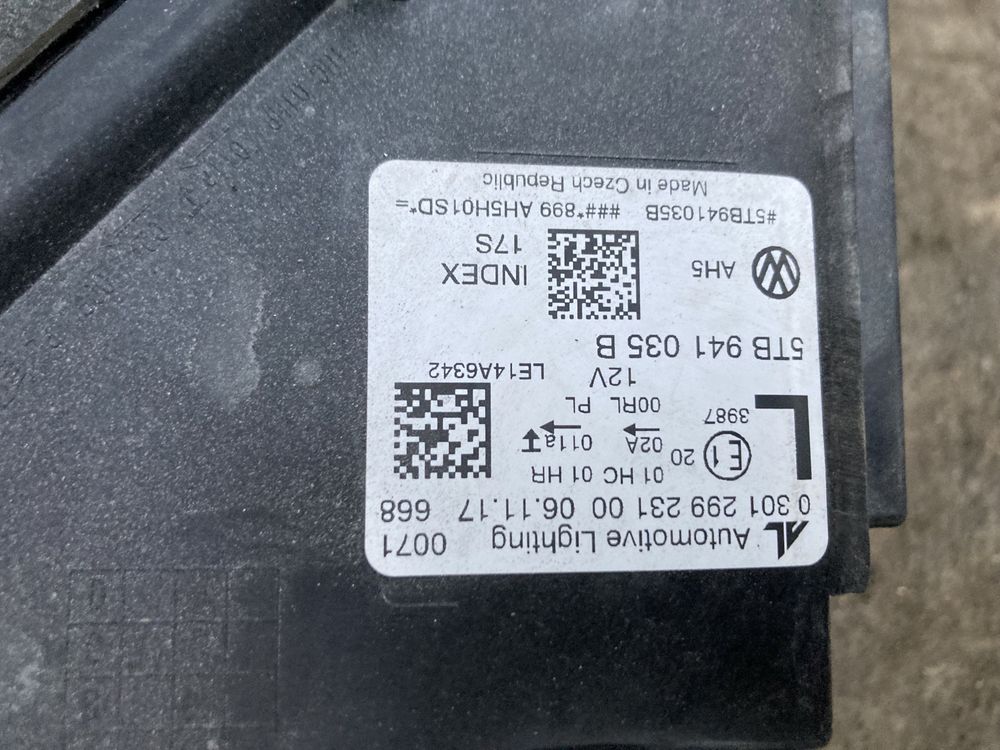 AL Automotive Lighting 0071
0 301 299 231 00 06.11.17 668
01 HC 01 HR
E1 20 02A 011a
3987
00RL PL
L
12V LE14A6342
5TB 941 035 B
AH5 INDEX
17S
#5TB941035B ###*899 AH5H01SD*=
Made in Czech Republic